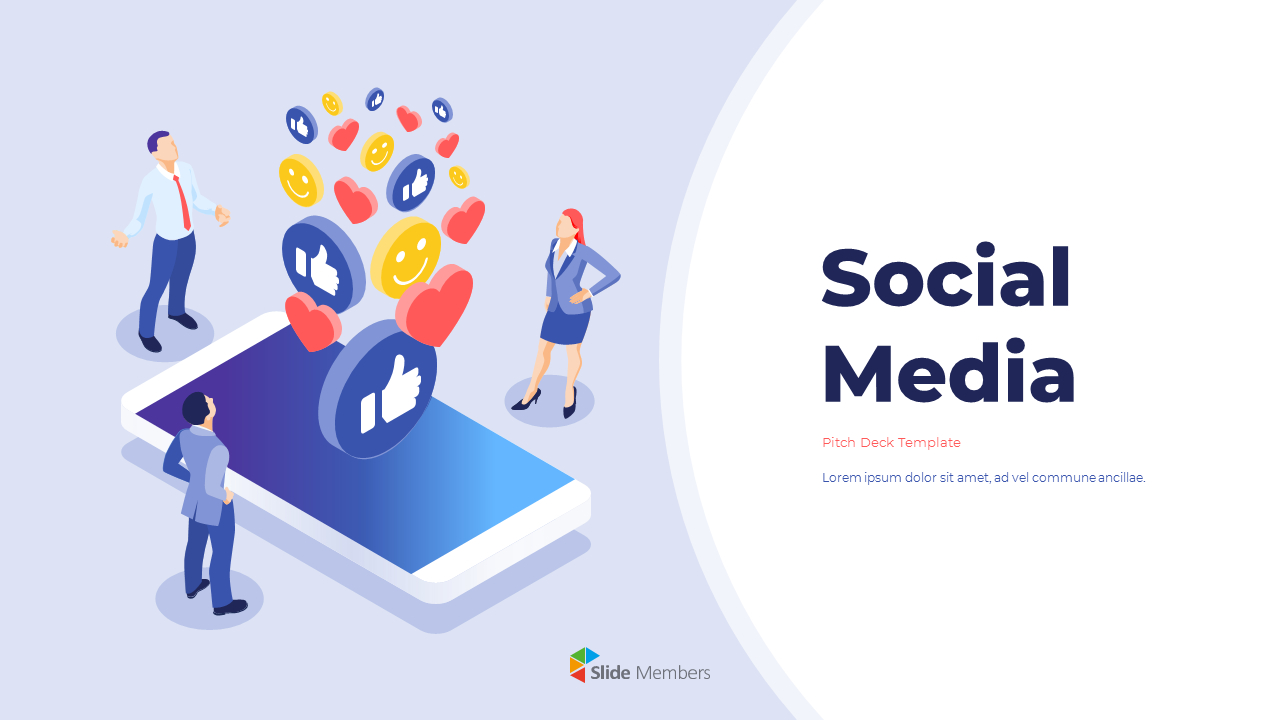 Social
Media
Pitch Deck Template
Lorem ipsum dolor sit amet, ad vel commune ancillae.
Slide Members